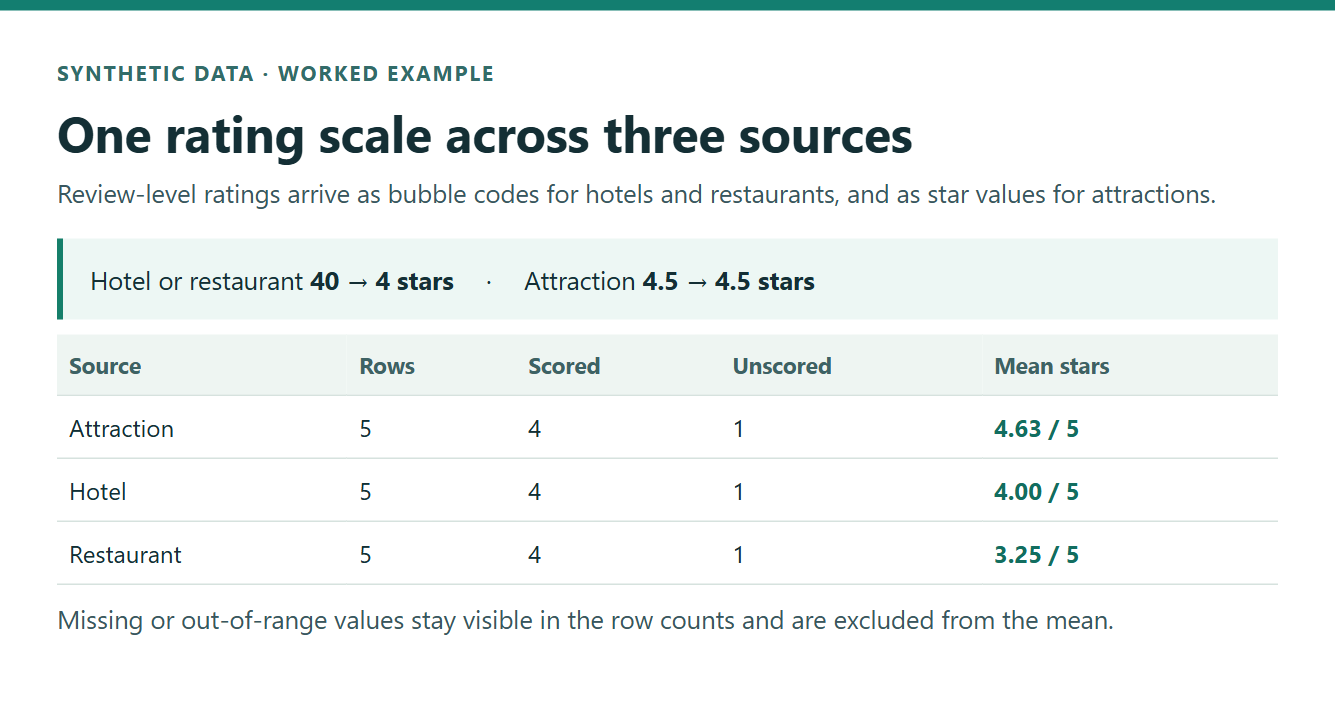 SYNTHETIC DATA · WORKED EXAMPLE
One rating scale across three sources
Review-level ratings arrive as bubble codes for hotels and restaurants, and as star values for attractions.
Hotel or restaurant 40 → 4 stars · Attraction 4.5 → 4.5 stars
Source Rows Scored Unscored Mean stars
Attraction 5 4 1 4.63 / 5
Hotel 5 4 1 4.00 / 5
Restaurant 5 4 1 3.25 / 5
Missing or out-of-range values stay visible in the row counts and are excluded from the mean.